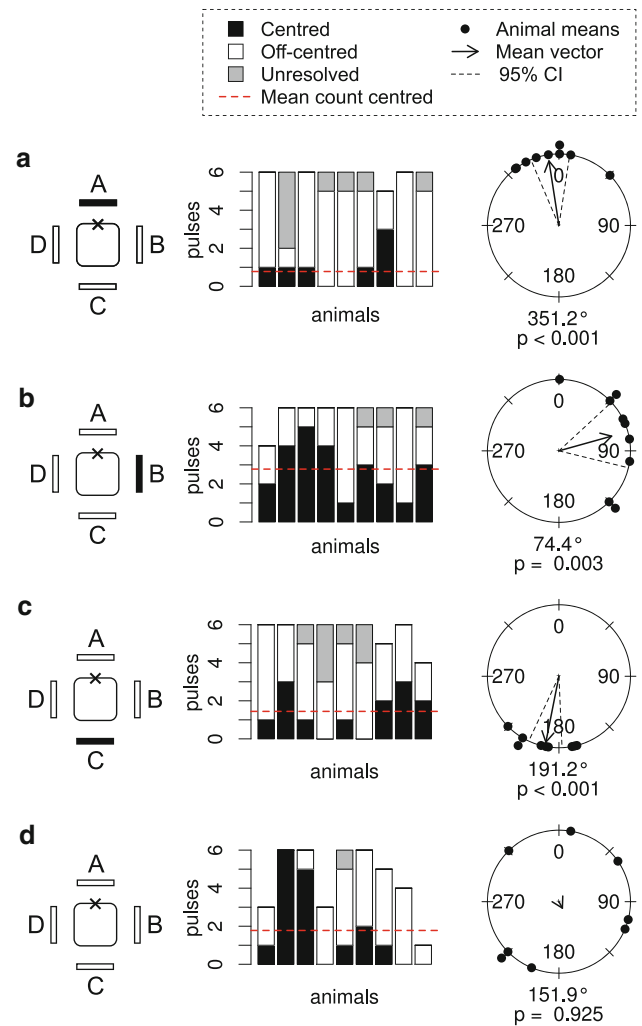 Centred
Off-centred
Unresolved
Mean count centred
Animal means
Mean vector
95% CI
a
A
D B
C
pulses
0 2 4 6
animals
0
270 90
180
351.2°
p < 0.001
b
A
D B
C
pulses
0 2 4 6
animals
0
270 90
180
74.4°
p = 0.003
c
A
D B
C
pulses
0 2 4 6
animals
0
270 90
180
191.2°
p < 0.001
d
A
D B
C
pulses
0 2 4 6
animals
0
270 90
180
151.9°
p = 0.925